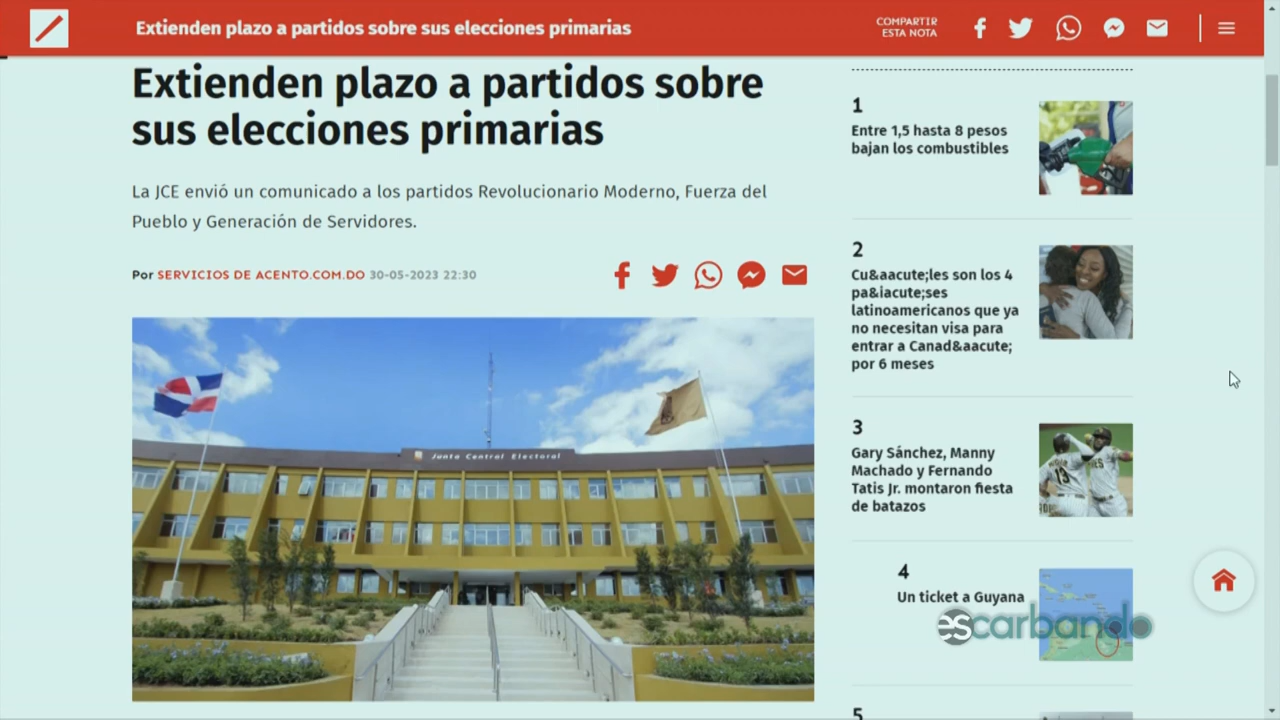 Extienden plazo a partidos sobre sus elecciones primarias
COMPARTIR
ESTA NOTA
Extienden plazo a partidos sobre
sus elecciones primarias
La JCE envió un comunicado a los partidos Revolucionario Moderno, Fuerza del
Pueblo y Generación de Servidores.
Por SERVICIOS DE ACENTO.COM.DO 30-05-2023 22:30
Junta Central Electoral
1
Entre 1,5 hasta 8 pesos
bajan los combustibles
2
Cu&aacute;les son los 4
pa&iacute;ses
latinoamericanos que ya
no necesitan visa para
entrar a Canad&aacute;
por 6 meses
3
Gary Sánchez, Manny
Machado y Fernando
Tatis Jr. montaron fiesta
de batazos
13
4
Un ticket a Guyana
escarbando
5